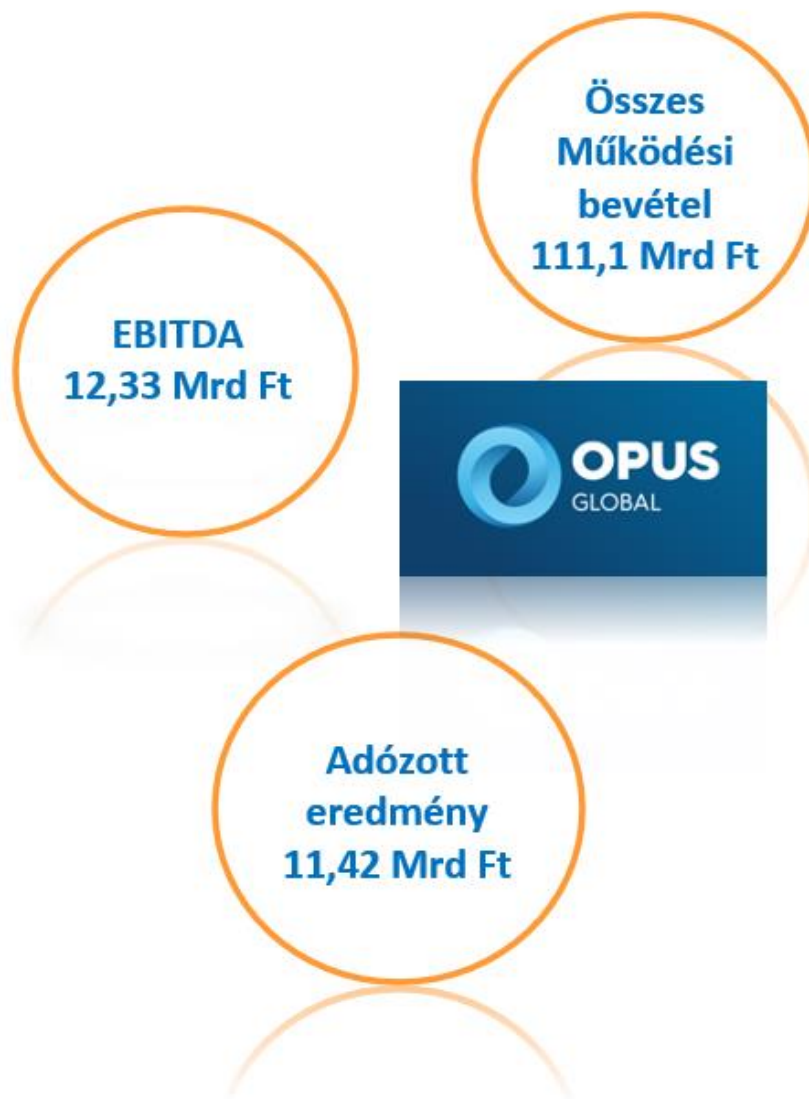 Összes
Működési
bevétel
111,1 Mrd Ft
EBITDA
12,33 Mrd Ft
OPUS
GLOBAL
Adózott
eredmény
11,42 Mrd Ft